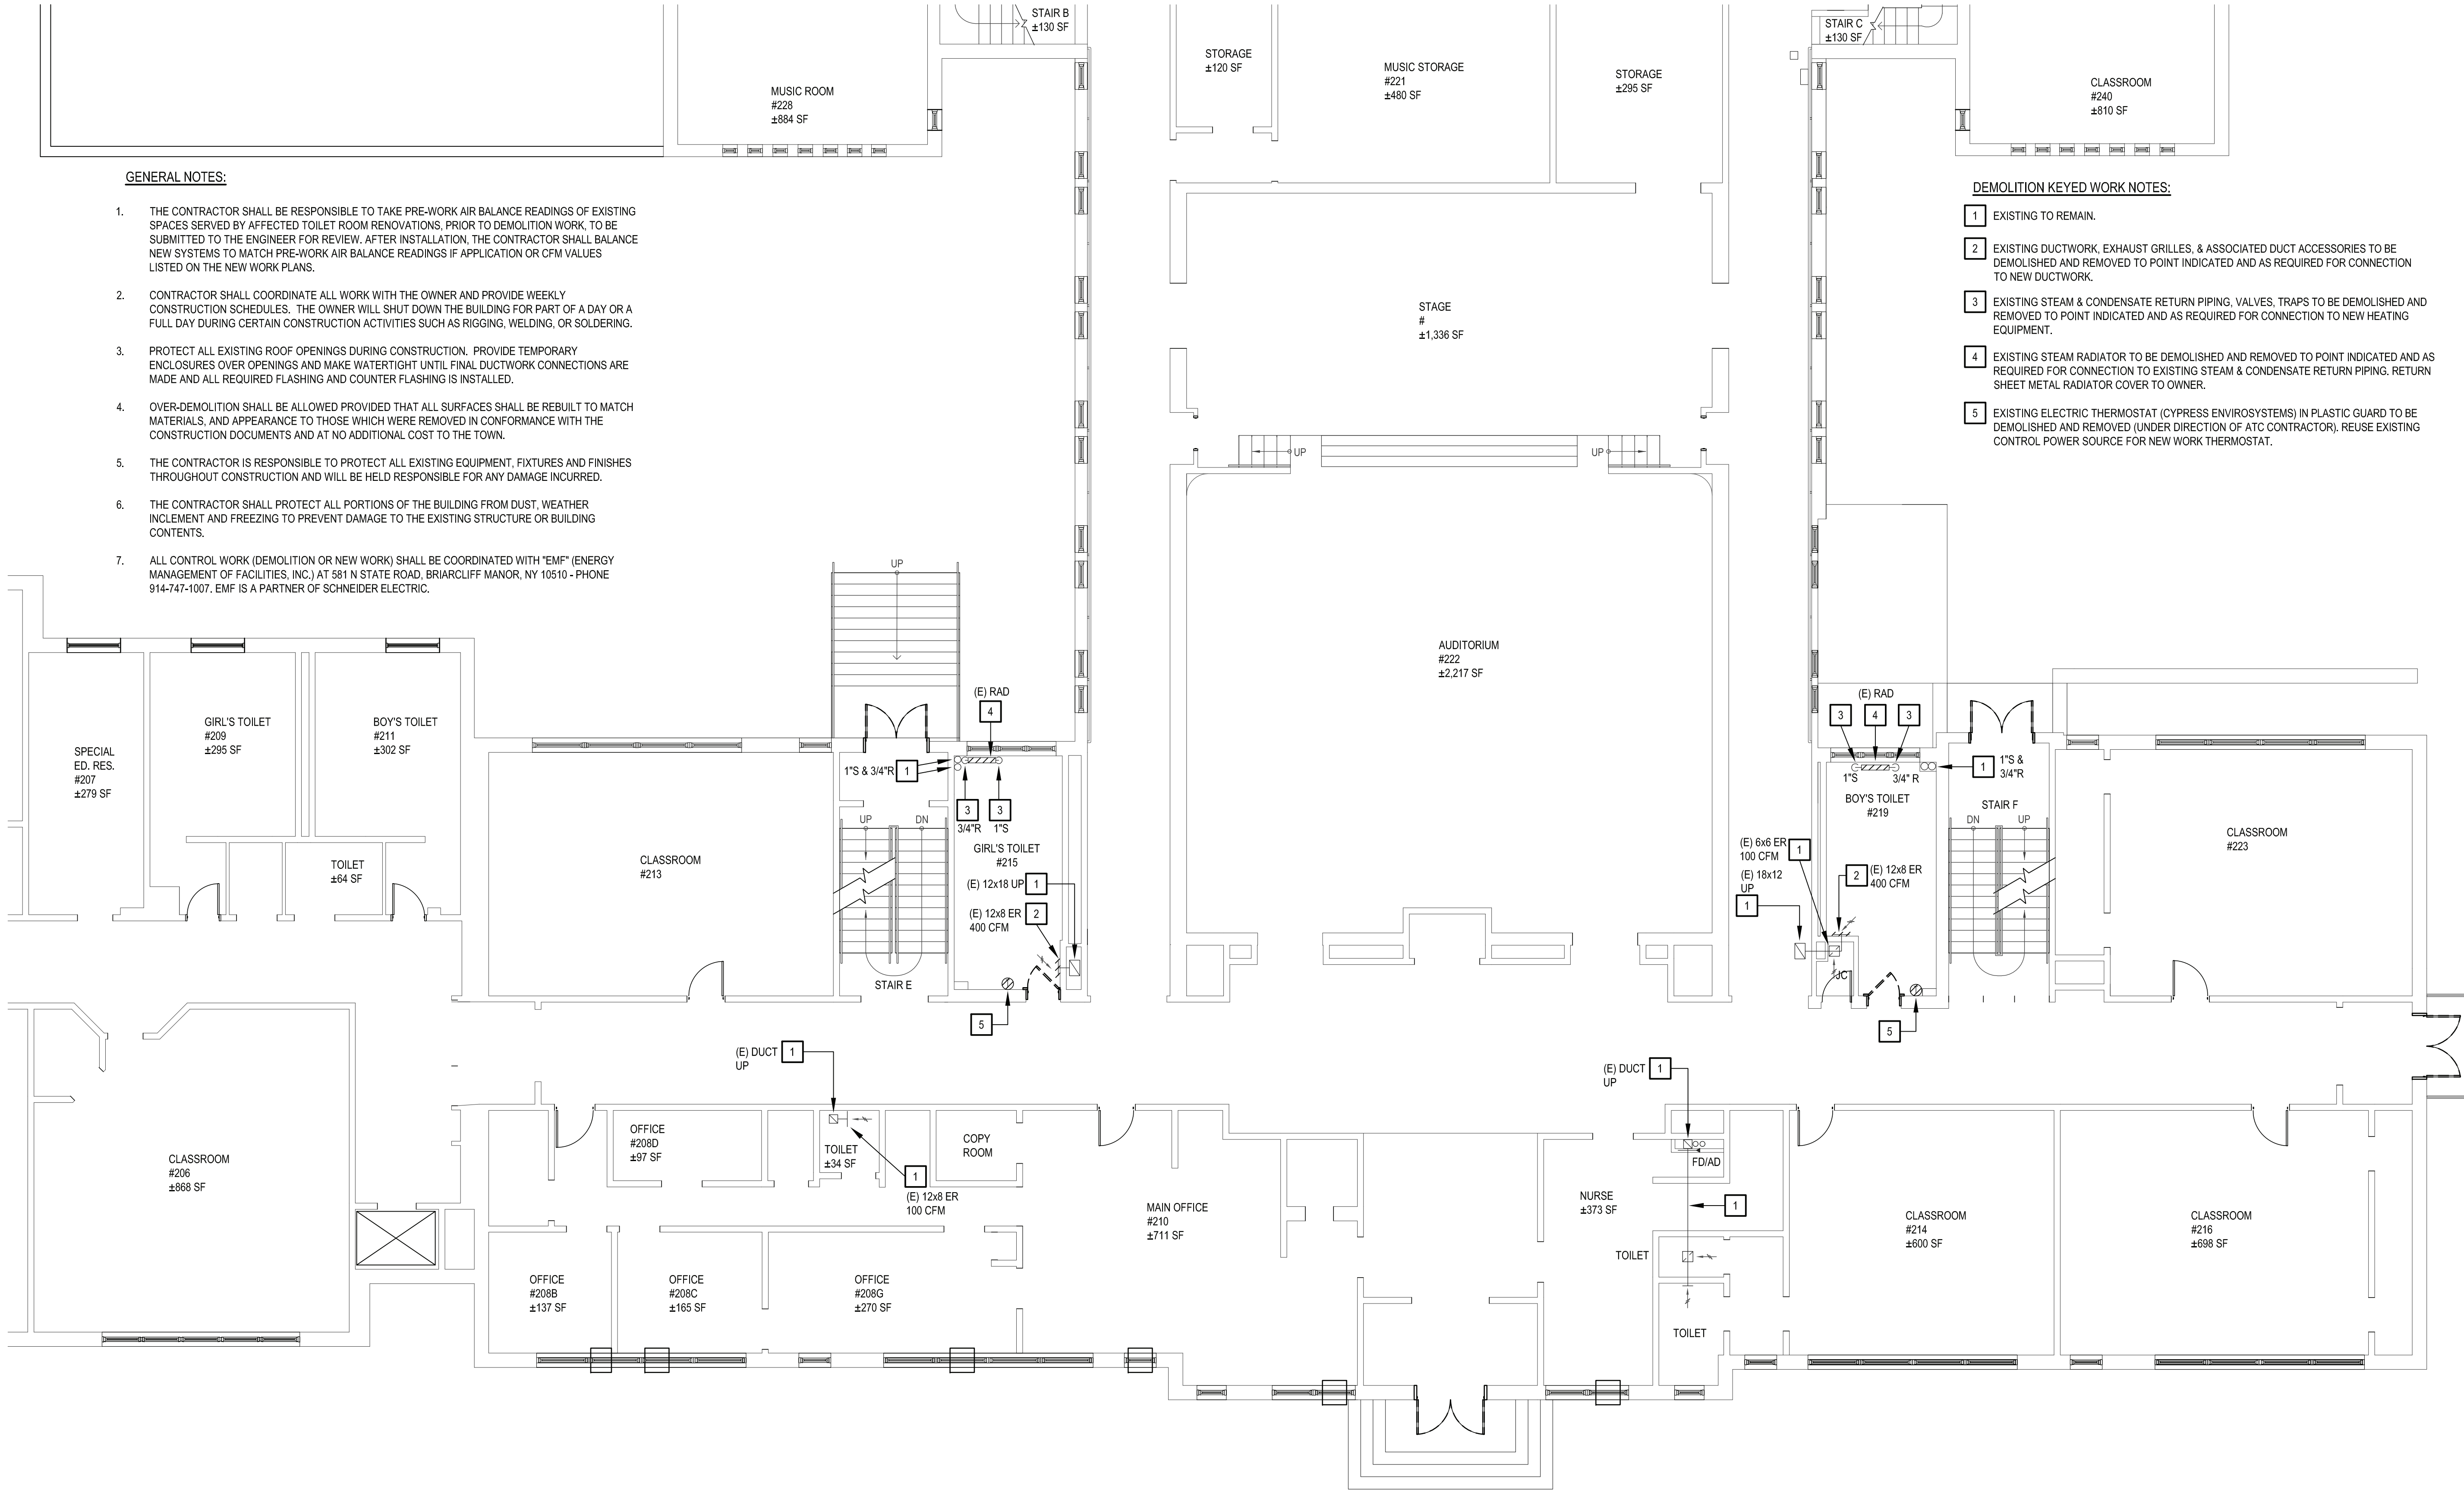 STAIR B
±130 SF
STORAGE
±120 SF
MUSIC STORAGE
#221
±480 SF
STORAGE
±295 SF
STAIR C
±130 SF
MUSIC ROOM
#228
±884 SF
CLASSROOM
#240
±810 SF
GENERAL NOTES:
1. THE CONTRACTOR SHALL BE RESPONSIBLE TO TAKE PRE-WORK AIR BALANCE READINGS OF EXISTING
SPACES SERVED BY AFFECTED TOILET ROOM RENOVATIONS, PRIOR TO DEMOLITION WORK, TO BE
SUBMITTED TO THE ENGINEER FOR REVIEW. AFTER INSTALLATION, THE CONTRACTOR SHALL BALANCE
NEW SYSTEMS TO MATCH PRE-WORK AIR BALANCE READINGS IF APPLICATION OR CFM VALUES
LISTED ON THE NEW WORK PLANS.
2. CONTRACTOR SHALL COORDINATE ALL WORK WITH THE OWNER AND PROVIDE WEEKLY
CONSTRUCTION SCHEDULES. THE OWNER WILL SHUT DOWN THE BUILDING FOR PART OF A DAY OR A
FULL DAY DURING CERTAIN CONSTRUCTION ACTIVITIES SUCH AS RIGGING, WELDING, OR SOLDERING.
3. PROTECT ALL EXISTING ROOF OPENINGS DURING CONSTRUCTION. PROVIDE TEMPORARY
ENCLOSURES OVER OPENINGS AND MAKE WATERTIGHT UNTIL FINAL DUCTWORK CONNECTIONS ARE
MADE AND ALL REQUIRED FLASHING AND COUNTER FLASHING IS INSTALLED.
4. OVER-DEMOLITION SHALL BE ALLOWED PROVIDED THAT ALL SURFACES SHALL BE REBUILT TO MATCH
MATERIALS, AND APPEARANCE TO THOSE WHICH WERE REMOVED IN CONFORMANCE WITH THE
CONSTRUCTION DOCUMENTS AND AT NO ADDITIONAL COST TO THE TOWN.
5. THE CONTRACTOR IS RESPONSIBLE TO PROTECT ALL EXISTING EQUIPMENT, FIXTURES AND FINISHES
THROUGHOUT CONSTRUCTION AND WILL BE HELD RESPONSIBLE FOR ANY DAMAGE INCURRED.
6. THE CONTRACTOR SHALL PROTECT ALL PORTIONS OF THE BUILDING FROM DUST, WEATHER
INCLEMENT AND FREEZING TO PREVENT DAMAGE TO THE EXISTING STRUCTURE OR BUILDING
CONTENTS.
7. ALL CONTROL WORK (DEMOLITION OR NEW WORK) SHALL BE COORDINATED WITH "EMF" (ENERGY
MANAGEMENT OF FACILITIES, INC.) AT 581 N STATE ROAD, BRIARCLIFF MANOR, NY 10510 - PHONE
914-747-1007. EMF IS A PARTNER OF SCHNEIDER ELECTRIC.
DEMOLITION KEYED WORK NOTES:
1 EXISTING TO REMAIN.
2 EXISTING DUCTWORK, EXHAUST GRILLES, & ASSOCIATED DUCT ACCESSORIES TO BE
DEMOLISHED AND REMOVED TO POINT INDICATED AND AS REQUIRED FOR CONNECTION
TO NEW DUCTWORK.
3 EXISTING STEAM & CONDENSATE RETURN PIPING, VALVES, TRAPS TO BE DEMOLISHED AND
REMOVED TO POINT INDICATED AND AS REQUIRED FOR CONNECTION TO NEW HEATING
EQUIPMENT.
4 EXISTING STEAM RADIATOR TO BE DEMOLISHED AND REMOVED TO POINT INDICATED AND AS
REQUIRED FOR CONNECTION TO EXISTING STEAM & CONDENSATE RETURN PIPING. RETURN
SHEET METAL RADIATOR COVER TO OWNER.
5 EXISTING ELECTRIC THERMOSTAT (CYPRESS ENVIROSYSTEMS) IN PLASTIC GUARD TO BE
DEMOLISHED AND REMOVED (UNDER DIRECTION OF ATC CONTRACTOR). REUSE EXISTING
CONTROL POWER SOURCE FOR NEW WORK THERMOSTAT.
STAGE
#
±1,336 SF
UP
UP
AUDITORIUM
#222
±2,217 SF
UP
SPECIAL
ED. RES.
#207
±279 SF
GIRL'S TOILET
#209
±295 SF
BOY'S TOILET
#211
±302 SF
TOILET
±64 SF
CLASSROOM
#213
(E) RAD
4
1"S & 3/4"R 1
3
3
3/4"R
1"S
UP
DN
GIRL'S TOILET
#215
(E) 12x18 UP 1
(E) 12x8 ER 2
400 CFM
STAIR E
5
(E) RAD
3
4
3
1"S
3/4" R
1
1"S &
3/4"R
BOY'S TOILET
#219
STAIR F
DN
UP
(E) 6x6 ER
100 CFM
1
(E) 18x12
UP
1
2
(E) 12x8 ER
400 CFM
JC
5
CLASSROOM
#223
(E) DUCT 1
UP
(E) DUCT 1
UP
CLASSROOM
#206
±868 SF
OFFICE
#208D
±97 SF
TOILET
±34 SF
COPY
ROOM
1
(E) 12x8 ER
100 CFM
OFFICE
#208B
±137 SF
OFFICE
#208C
±165 SF
OFFICE
#208G
±270 SF
MAIN OFFICE
#210
±711 SF
NURSE
±373 SF
FD/AD
1
TOILET
TOILET
CLASSROOM
#214
±600 SF
CLASSROOM
#216
±698 SF